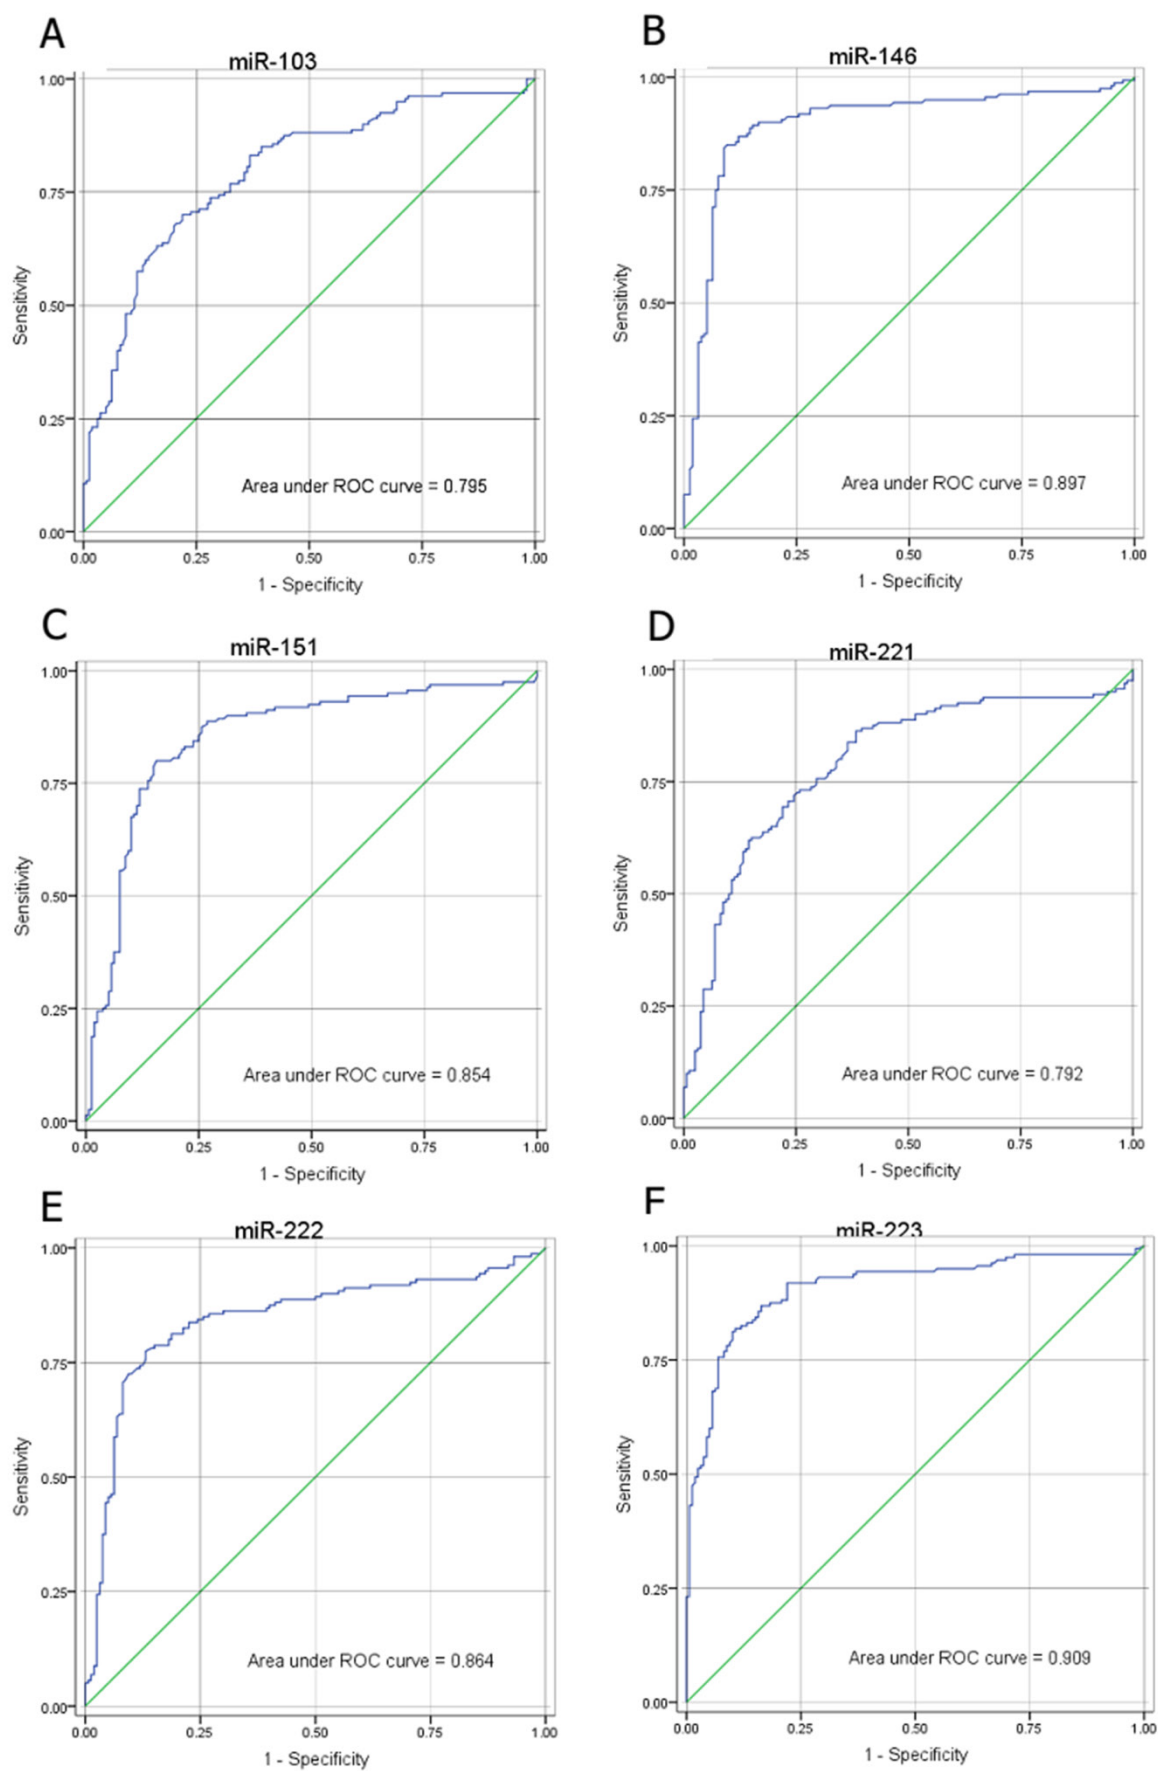 A
miR-103
1.00
0.75
0.50
0.25
0.00
Sensitivity
Area under ROC curve = 0.795
0.00 0.25 0.50 0.75 1.00
1 - Specificity
B
miR-146
1.00
0.75
0.50
0.25
0.00
Sensitivity
Area under ROC curve = 0.897
0.00 0.25 0.50 0.75 1.00
1 - Specificity
C
miR-151
1.00
0.75
0.50
0.25
0.00
Sensitivity
Area under ROC curve = 0.854
0.00 0.25 0.50 0.75 1.00
1 - Specificity
D
miR-221
1.00
0.75
0.50
0.25
0.00
Sensitivity
Area under ROC curve = 0.792
0.00 0.25 0.50 0.75 1.00
1 - Specificity
E
miR-222
1.00
0.75
0.50
0.25
0.00
Sensitivity
Area under ROC curve = 0.864
0.00 0.25 0.50 0.75 1.00
1 - Specificity
F
miR-223
1.00
0.75
0.50
0.25
0.00
Sensitivity
Area under ROC curve = 0.909
0.00 0.25 0.50 0.75 1.00
1 - Specificity